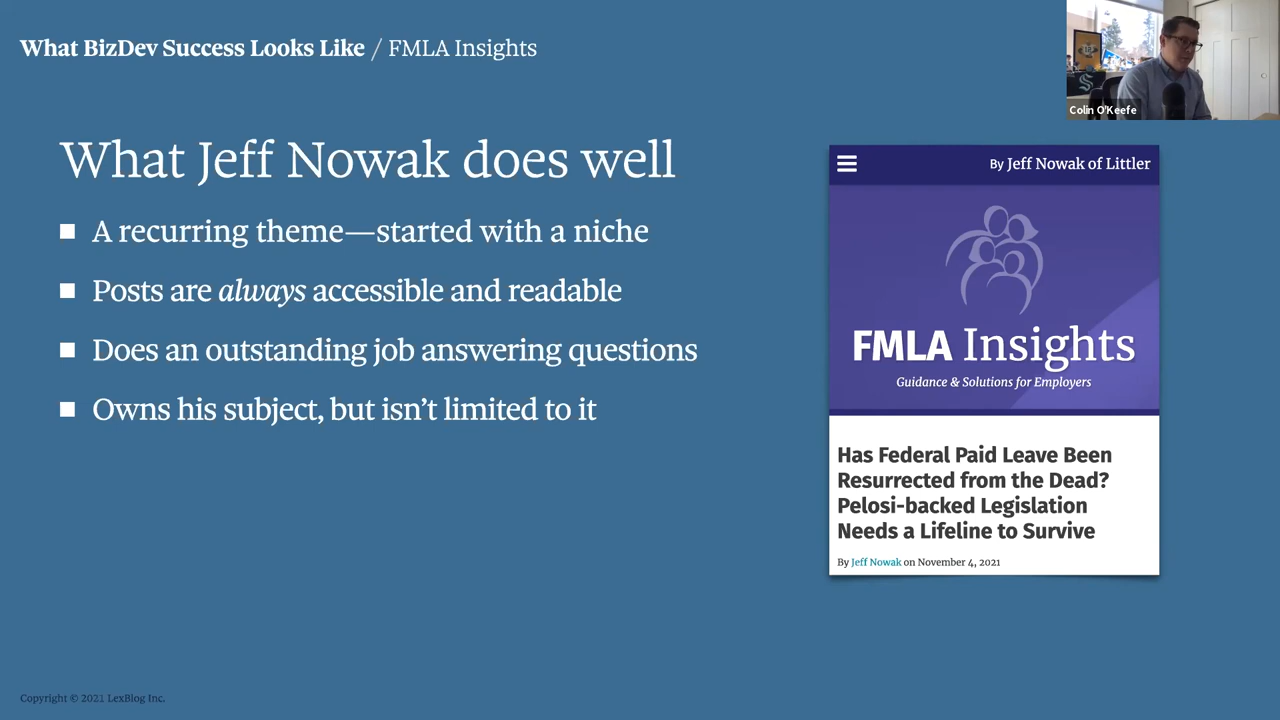 What BizDev Success Looks Like / FMLA Insights
Colin O'Keefe
What Jeff Nowak does well
A recurring theme—started with a niche
Posts are always accessible and readable
Does an outstanding job answering questions
Owns his subject, but isn’t limited to it
By Jeff Nowak of Littler
FMLA Insights
Guidance & Solutions for Employers
Has Federal Paid Leave Been
Resurrected from the Dead?
Pelosi-backed Legislation
Needs a Lifeline to Survive
By Jeff Nowak on November 4, 2021
Copyright © 2021 LexBlog Inc.